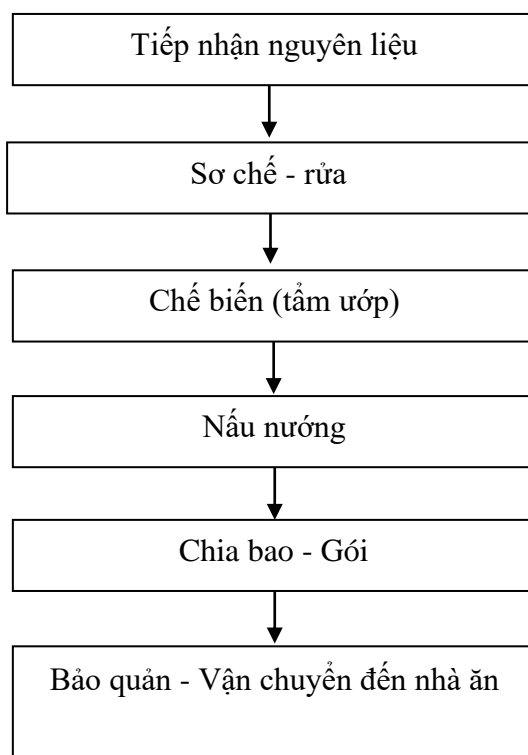 Tiếp nhận nguyên liệu
Sơ chế - rửa
Chế biến (tẩm ướp)
Nấu nướng
Chia bao - Gói
Bảo quản - Vận chuyển đến nhà ăn